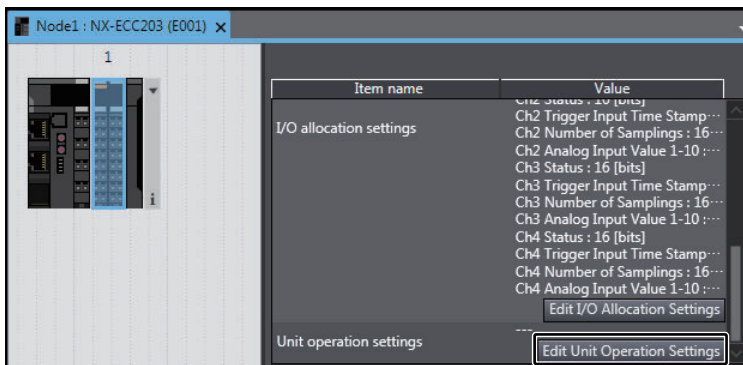 Node1 : NX-ECC203 (E001)
1
Item name Value
Ch2 Status : 16 [bits]
I/O allocation settings
Ch2 Trigger Input Time Stamp···
Ch2 Number of Samplings : 16···
Ch2 Analog Input Value 1-10 :···
Ch3 Status : 16 [bits]
Ch3 Trigger Input Time Stamp···
Ch3 Number of Samplings : 16···
Ch3 Analog Input Value 1-10 :···
Ch4 Status : 16 [bits]
Ch4 Trigger Input Time Stamp···
Ch4 Number of Samplings : 16···
Ch4 Analog Input Value 1-10 :···
Edit I/O Allocation Settings
Unit operation settings
---
Edit Unit Operation Settings